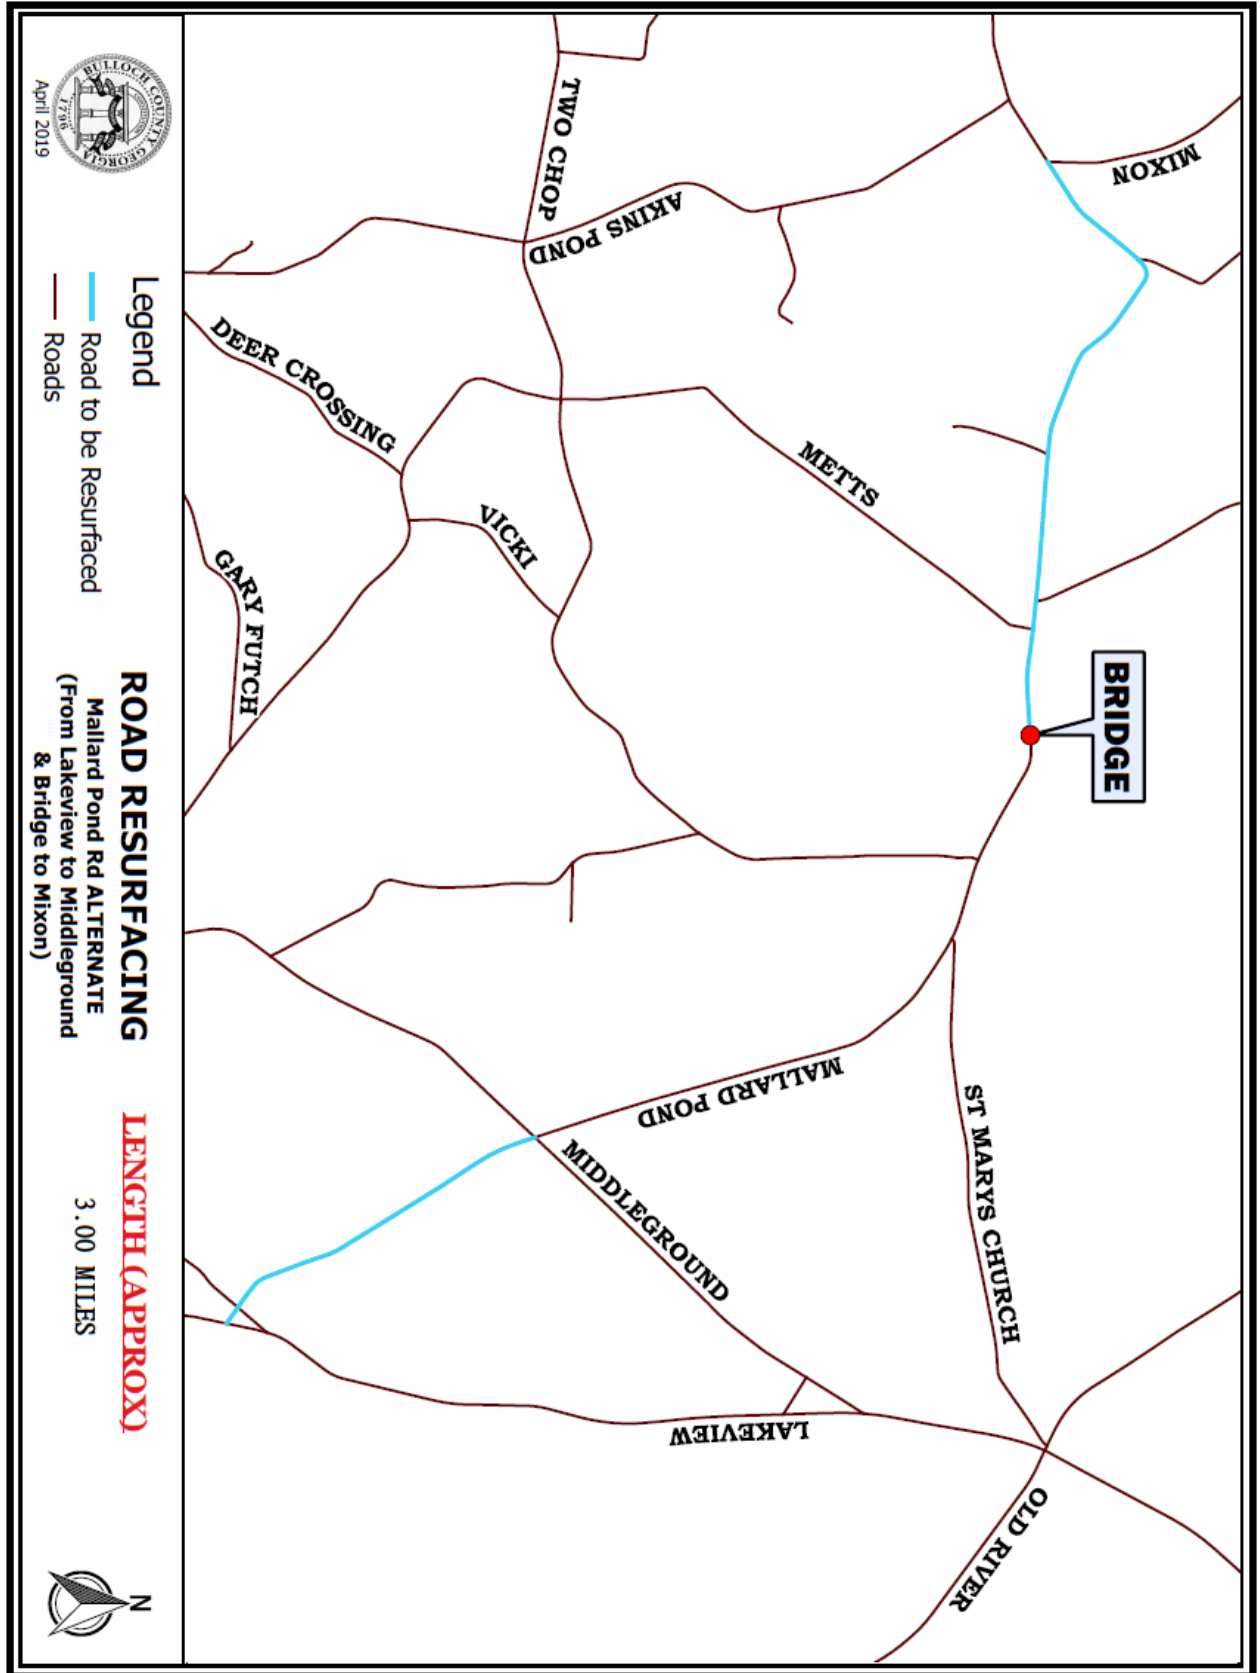 MIXON
TWO CHOP
AKINS POND
DEER CROSSING
METTS
VICKI
GARY FUTCH
BRIDGE
MALLARD POND
ST MARYS CHURCH
MIDDLEGROUND
LAKEVIEW
OLD RIVER
BULLOCH COUNTY GEORGIA
1796
April 2019
Legend
Road to be Resurfaced
Roads
ROAD RESURFACING
Mallard Pond Rd ALTERNATE
(From Lakeview to Middleground
& Bridge to Mixon)
LENGTH (APPROX)
3.00 MILES
N